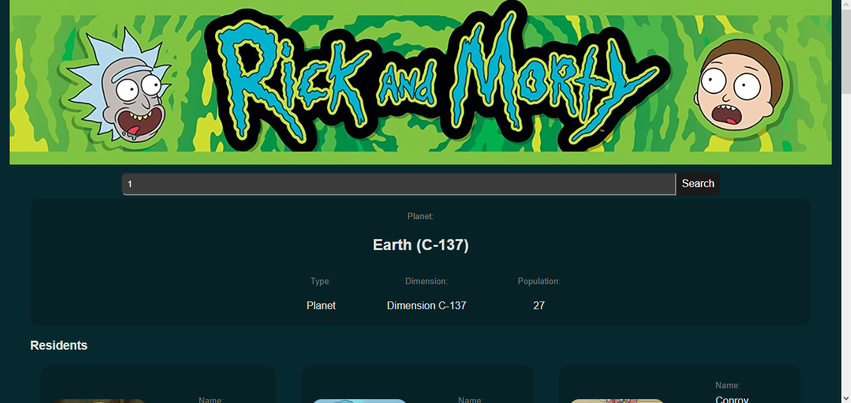 Rick and Morty
1
Search
Planet:
Earth (C-137)
Type: Dimension: Population:
Planet Dimension C-137 27
Residents
Name: Name: Name:
Conroy